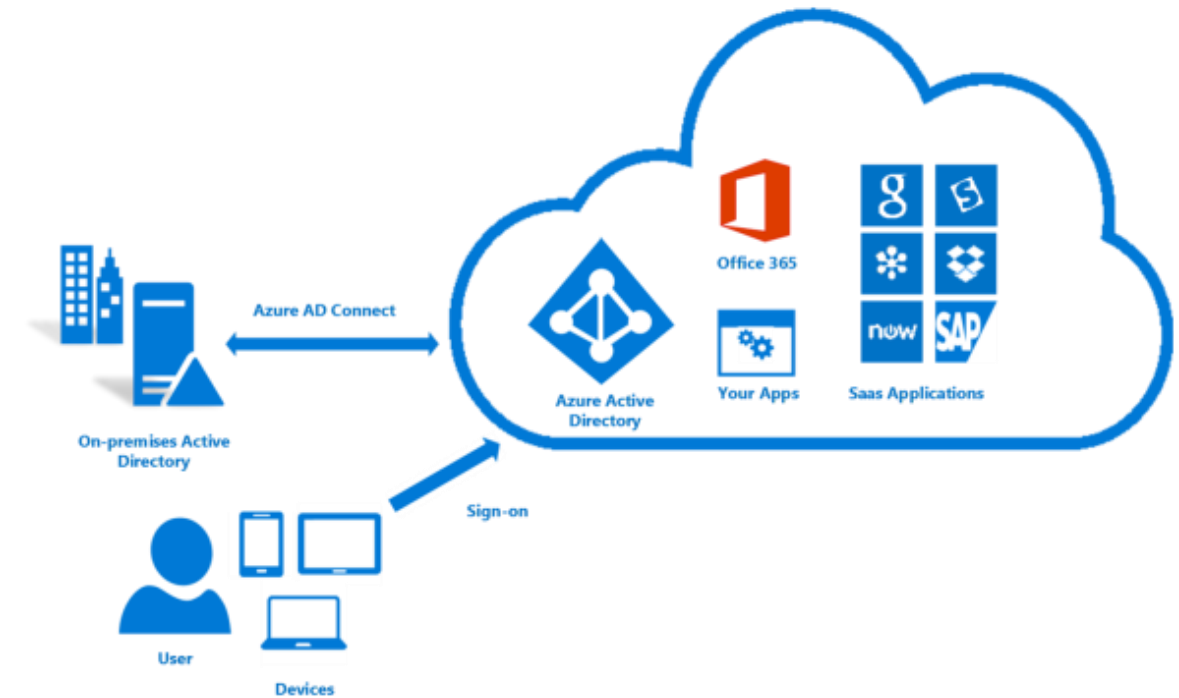 Office 365
Azure AD Connect
now
SAP
Azure Active
Directory
Your Apps
Saas Applications
On-premises Active
Directory
Sign-on
User
Devices
g
S